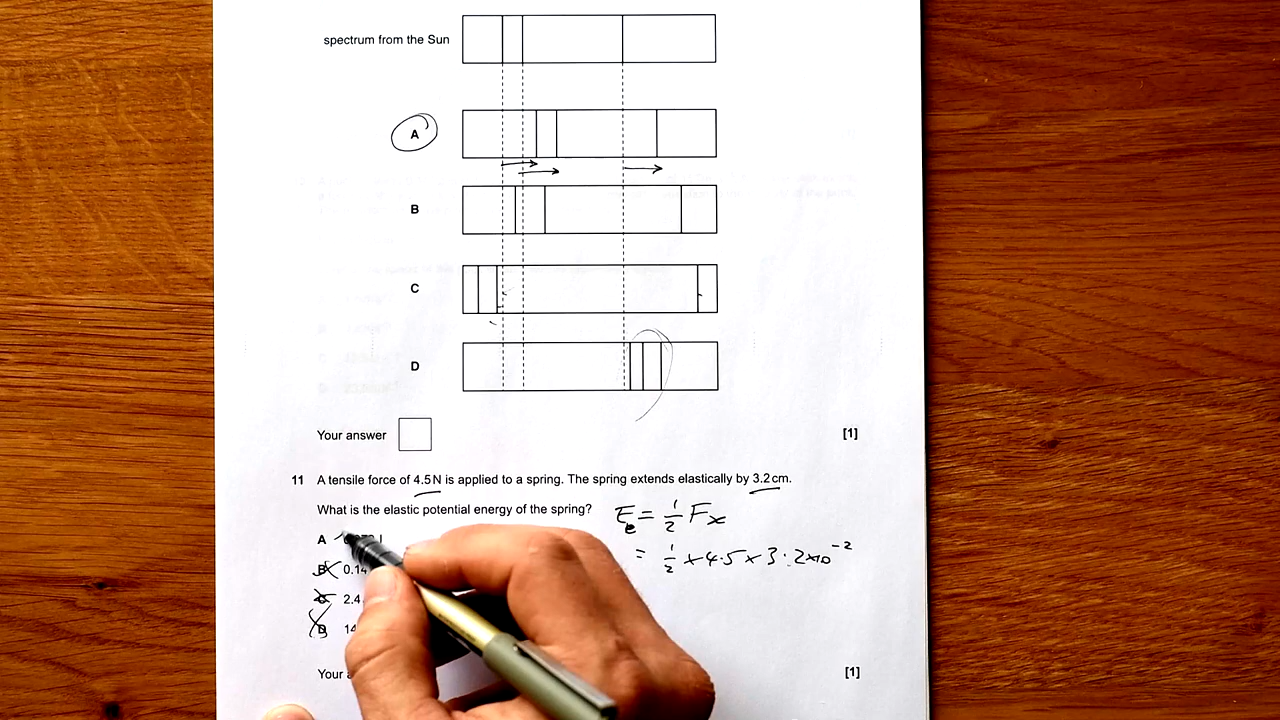 spectrum from the Sun
A
B
C
D
Your answer
[1]
11 A tensile force of 4.5 N is applied to a spring. The spring extends elastically by 3.2 cm.
What is the elastic potential energy of the spring?
Ee = 1/2 Fx
= 1/2 × 4.5 × 3.2×10⁻²
A
B 0.14
C 2.4
D 14
Your
[1]